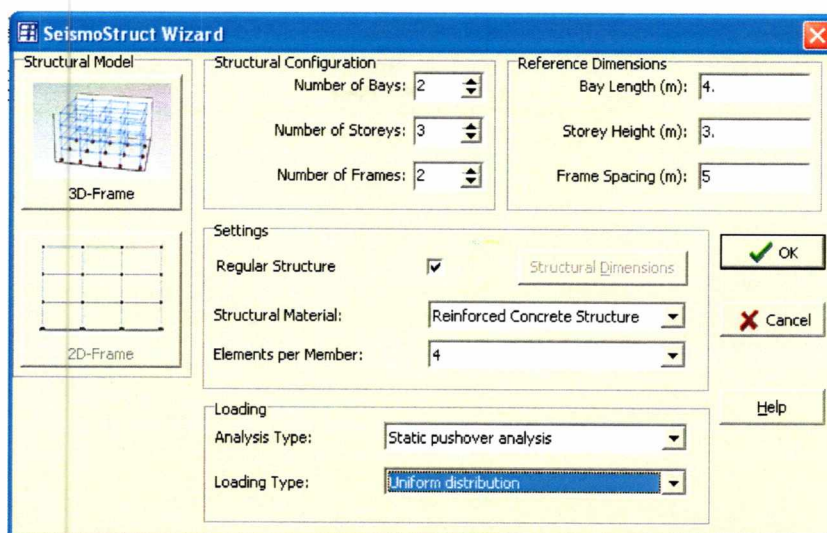 SeismoStruct Wizard
Structural Model
3D-Frame
2D-Frame
Structural Configuration
Number of Bays: 2
Number of Storeys: 3
Number of Frames: 2
Reference Dimensions
Bay Length (m): 4.
Storey Height (m): 3.
Frame Spacing (m): 5
Settings
Regular Structure
Structural Dimensions
Structural Material: Reinforced Concrete Structure
Elements per Member: 4
Loading
Analysis Type: Static pushover analysis
Loading Type: Uniform distribution
OK
Cancel
Help